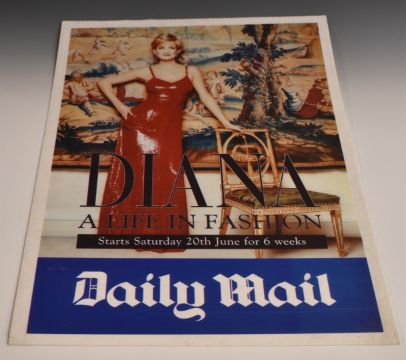 DIANA
A LIFE IN FASHION
Starts Saturday 20th June for 6 weeks
Daily Mail